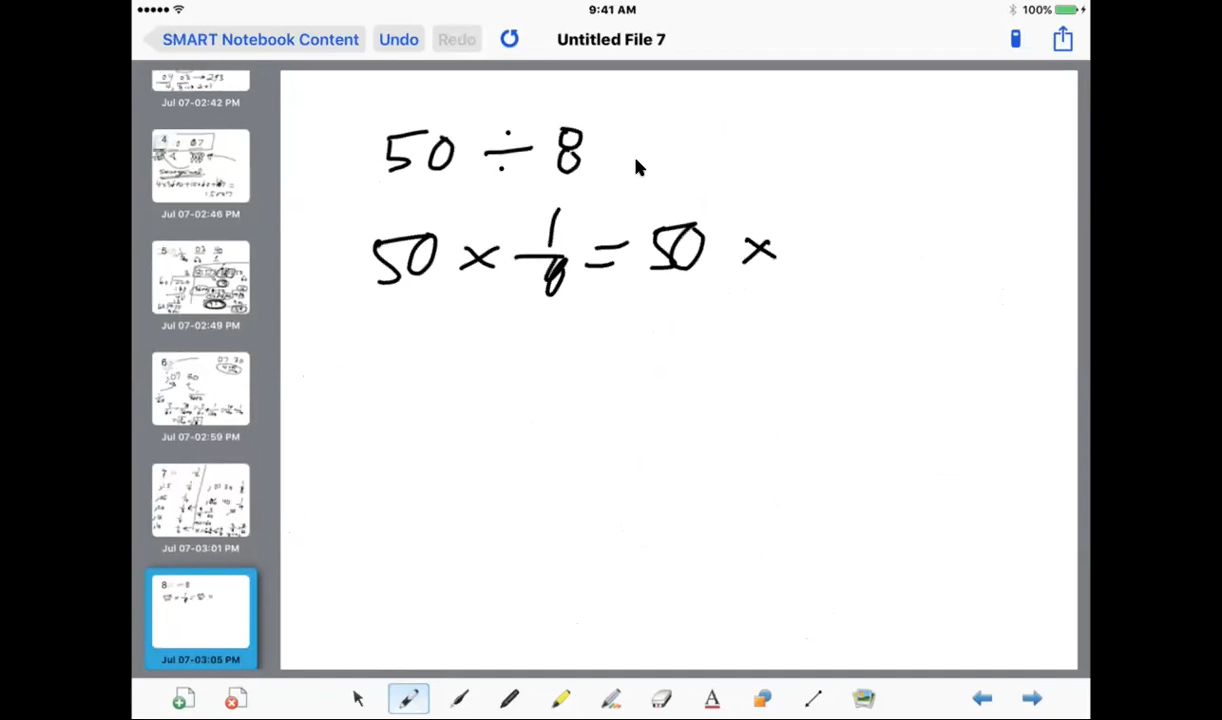 9:41 AM
100%
SMART Notebook Content
Undo
Redo
Untitled File 7
Jul 07-02:42 PM
Jul 07-02:46 PM
Jul 07-02:49 PM
Jul 07-02:59 PM
Jul 07-03:01 PM
Jul 07-03:05 PM
50 ÷ 8
50 × 1/8 = 50 ×